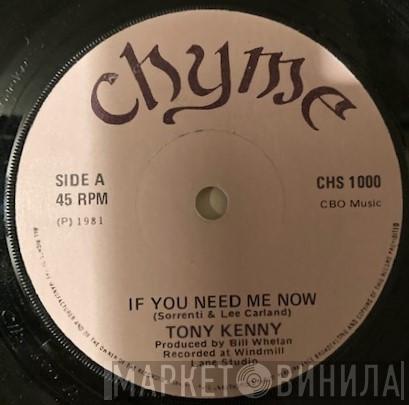 chyme
SIDE A
45 RPM
(P) 1981
CHS 1000
CBO Music
IF YOU NEED ME NOW
(Sorrenti & Lee Carland)
TONY KENNY
Produced by Bill Whelan
Recorded at Windmill
Lane Studio
МАРКЕТ ВИНИЛА